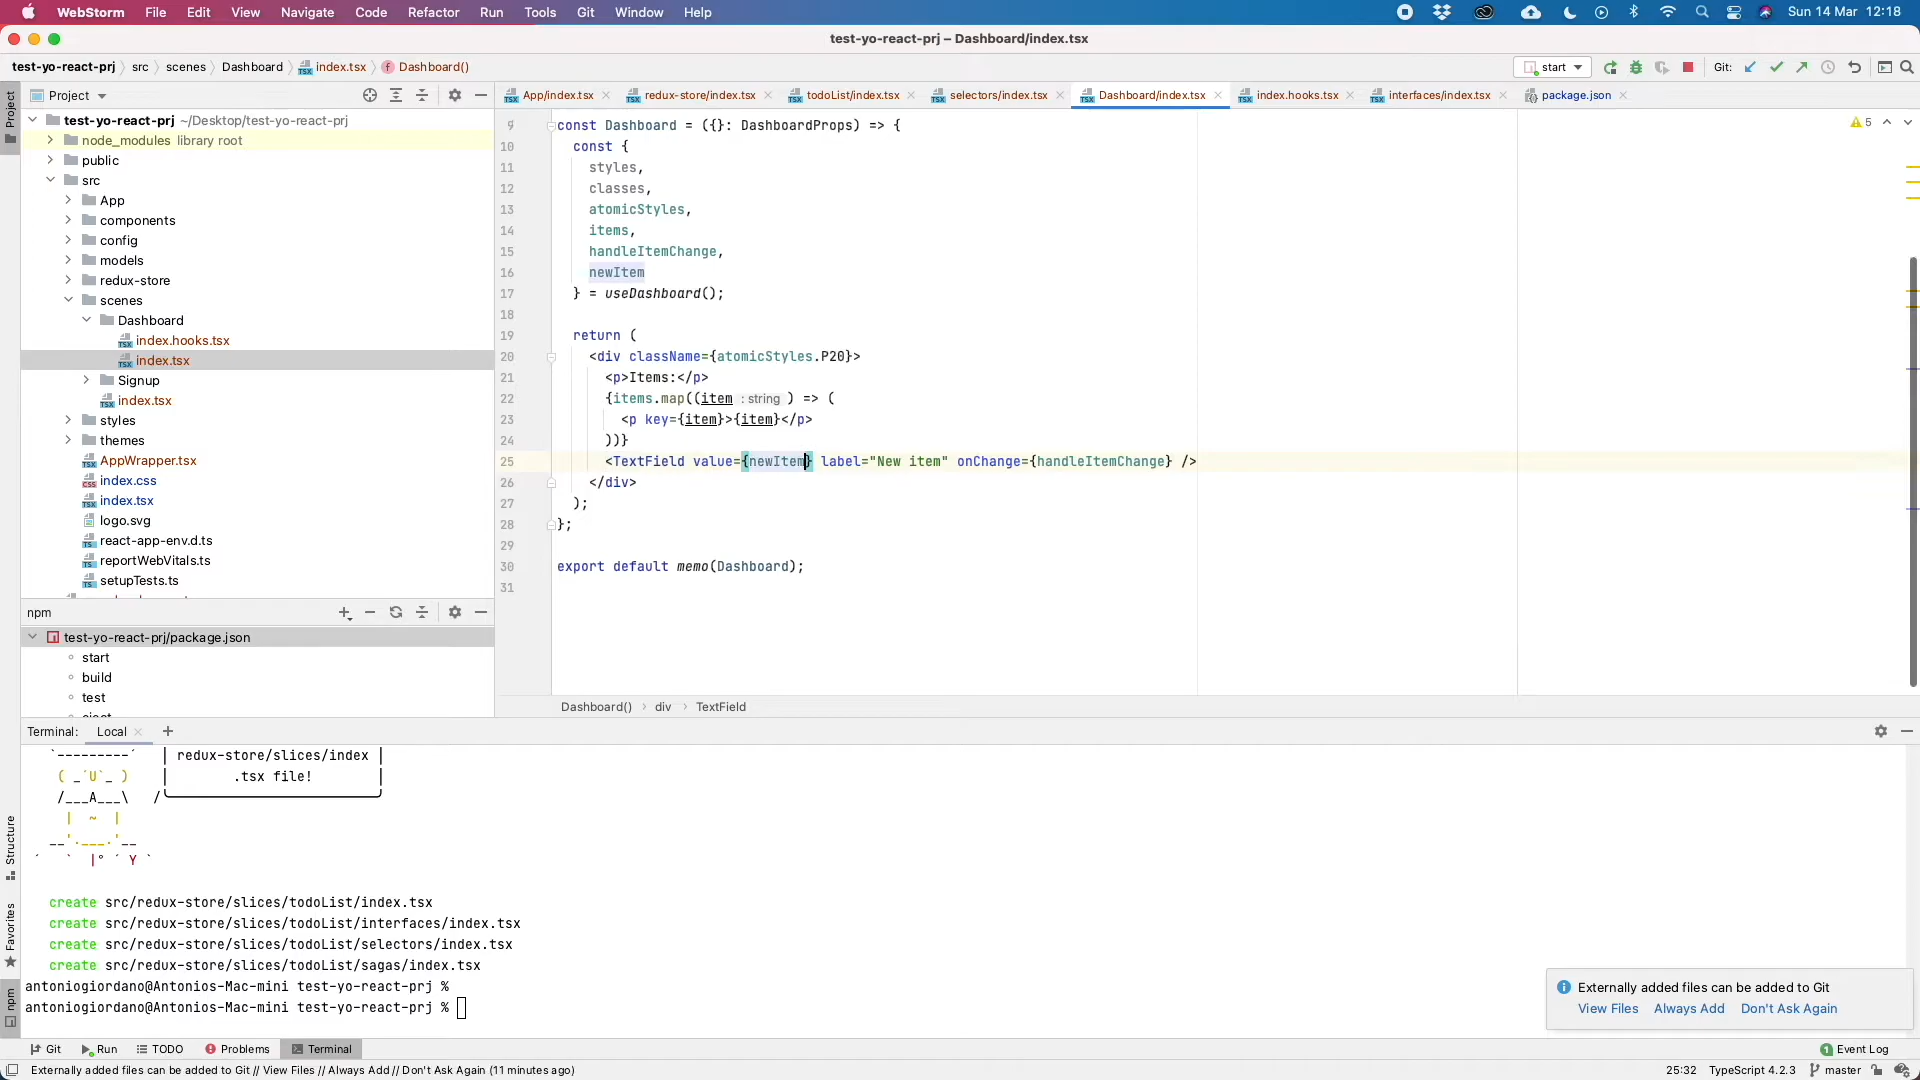 WebStorm File Edit View Navigate Code Refactor Run Tools Git Window Help Sun 14 Mar 12:18
test-yo-react-prj – Dashboard/index.tsx
test-yo-react-prj src scenes Dashboard index.tsx Dashboard() start Git:
Project
Project
App/index.tsx redux-store/index.tsx todoList/index.tsx selectors/index.tsx Dashboard/index.tsx index.hooks.tsx interfaces/index.tsx package.json
test-yo-react-prj ~/Desktop/test-yo-react-prj
node_modules library root
public
src
App
components
config
models
redux-store
scenes
Dashboard
index.hooks.tsx
index.tsx
Signup
index.tsx
styles
themes
AppWrapper.tsx
index.css
index.tsx
logo.svg
react-app-env.d.ts
reportWebVitals.ts
setupTests.ts
npm
test-yo-react-prj/package.json
start
build
test
eject
5
9 const Dashboard = ({}: DashboardProps) => {
10 const {
11 styles,
12 classes,
13 atomicStyles,
14 items,
15 handleItemChange,
16 newItem
17 } = useDashboard();
18
19 return (
20 <div className={atomicStyles.P20}>
21 <p>Items:</p>
22 {items.map((item : string ) => (
23 <p key={item}>{item}</p>
24 ))}
25 <TextField value={newItem} label="New item" onChange={handleItemChange} />
26 </div>
27 );
28 };
29
30 export default memo(Dashboard);
31
Dashboard() div TextField
Terminal: Local
`---------´ | redux-store/slices/index |
( _´U`_ ) | .tsx file! |
/___A___\ /
| ~ |
__'.___.'__
´ ` |° ´ Y `
create src/redux-store/slices/todoList/index.tsx
create src/redux-store/slices/todoList/interfaces/index.tsx
create src/redux-store/slices/todoList/selectors/index.tsx
create src/redux-store/slices/todoList/sagas/index.tsx
antoniogiordano@Antonios-Mac-mini test-yo-react-prj %
antoniogiordano@Antonios-Mac-mini test-yo-react-prj %
Structure
Favorites
npm
Externally added files can be added to Git
View Files Always Add Don't Ask Again
Git Run TODO Problems Terminal 1 Event Log
Externally added files can be added to Git // View Files // Always Add // Don't Ask Again (11 minutes ago) 25:32 TypeScript 4.2.3 master